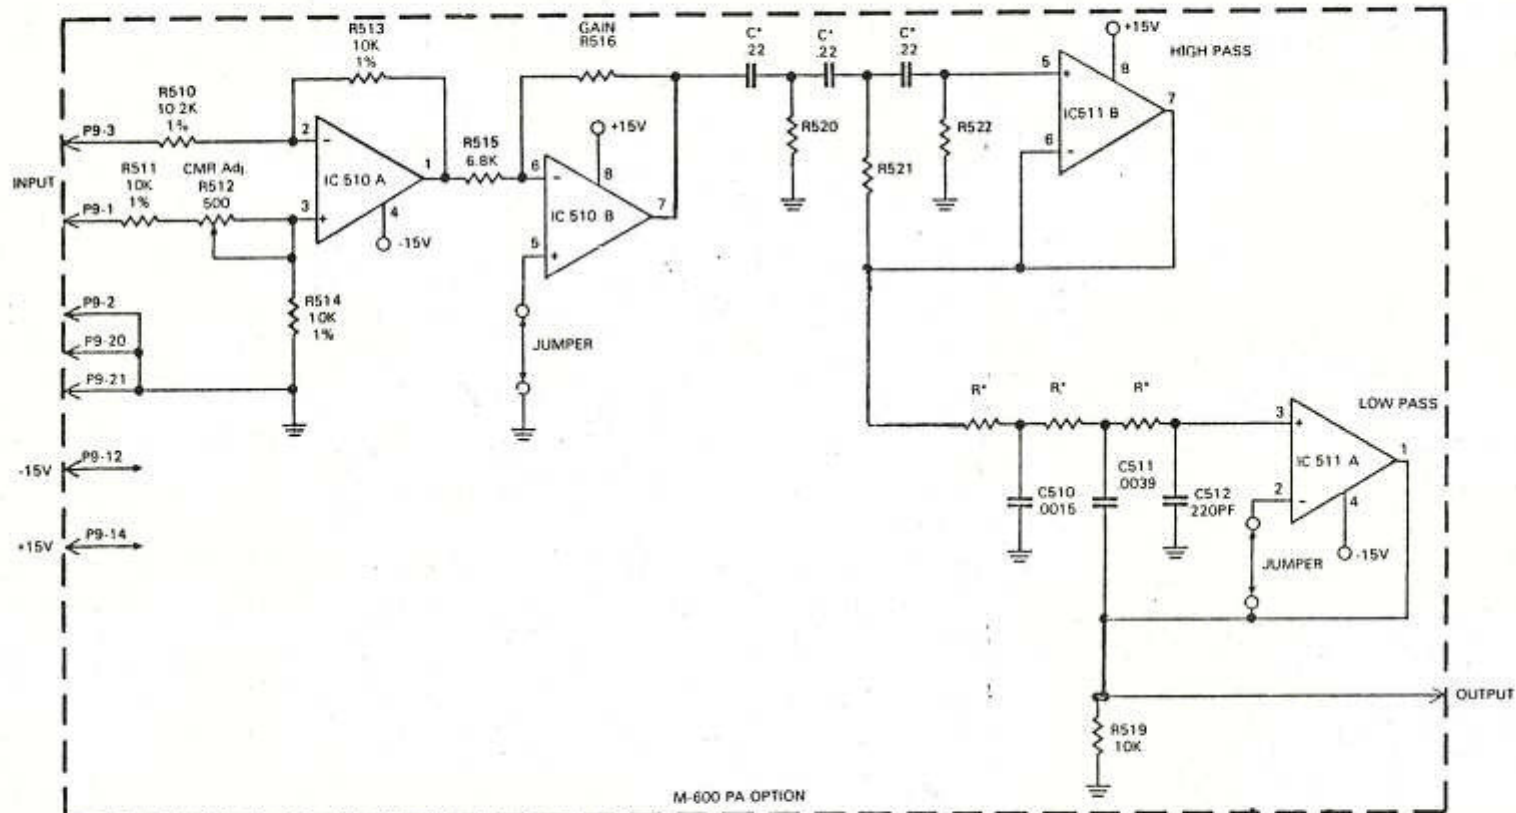 R513
10K
1%
GAIN
R516
C*
22
C*
.22
C*
22
+15V
HIGH PASS
5
+
8
IC511 B
7
6
-
R510
10 2K
1%
P9-3
2
-
INPUT
R511
10K
1%
CMR Adj.
R512
500
P9-1
3
+
IC 510 A
1
4
-15V
R515
6.8K
+15V
6
-
8
IC 510 B
7
5
+
R520
R521
R522
P9-2
P9-20
P9-21
R514
10K
1%
JUMPER
-15V
P9-12
+15V
P9-14
R*
R*
R*
LOW PASS
3
+
IC 511 A
1
2
-
4
-15V
C510
.0015
C511
.0039
C512
220PF
JUMPER
OUTPUT
R519
10K
M-600 PA OPTION